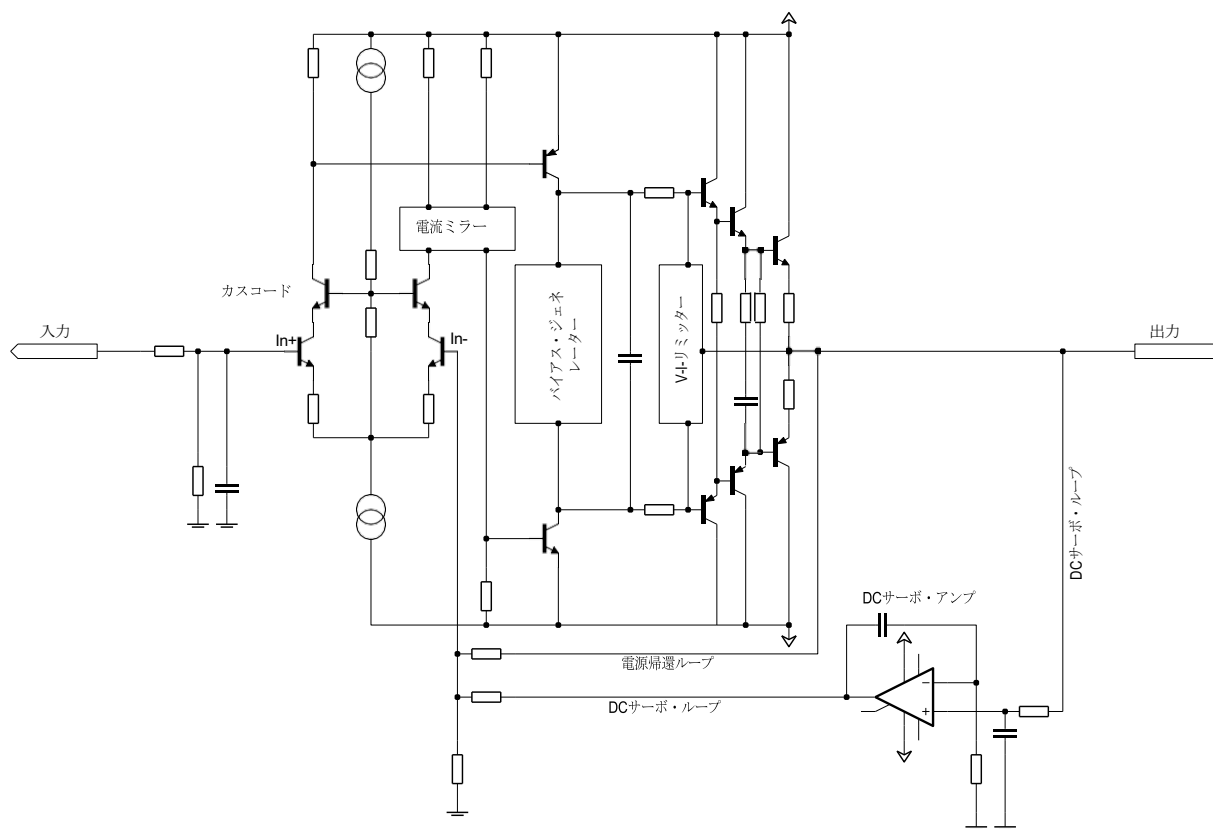 電流ミラー
カスコード
入力
In+
In-
バイアス・ジェネ
レーター
V-I-リミッター
出力
DCサーボ・ループ
DCサーボ・アンプ
電源帰還ループ
DCサーボ・ループ
−
+